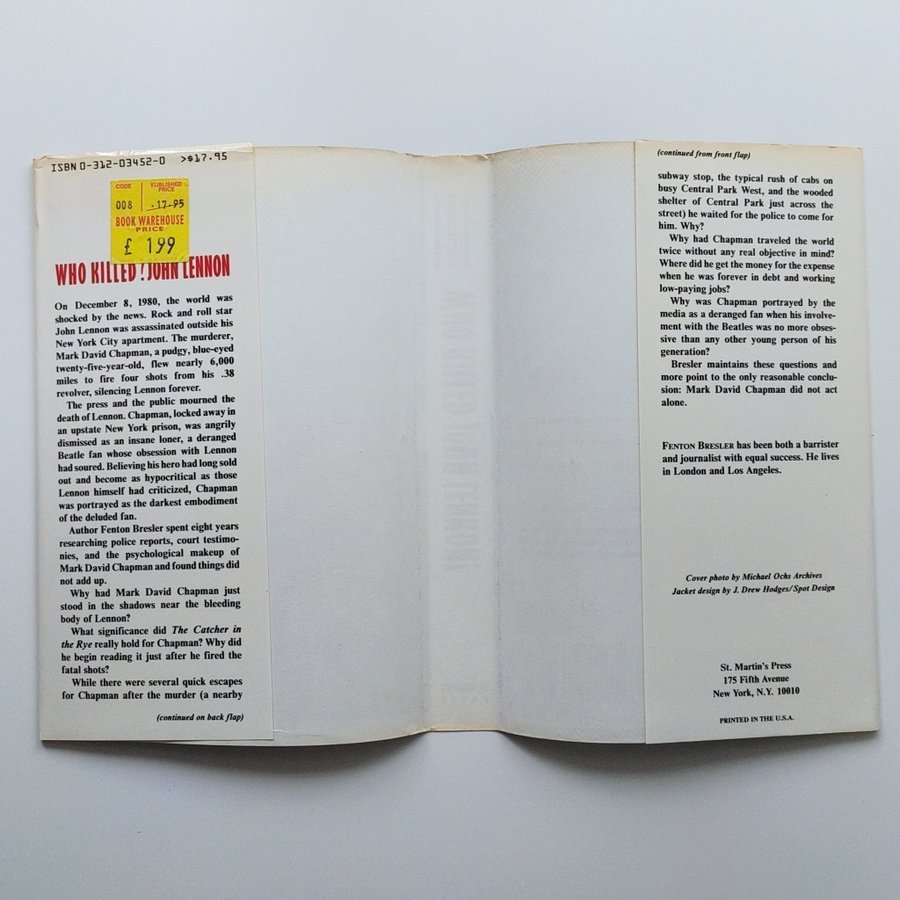 ISBN 0-312-03452-0 >$17.95
CODE
PUBLISHED
PRICE
008
.17-95
BOOK WAREHOUSE
PRICE
£ 199
WHO KILLED ? JOHN LENNON
On December 8, 1980, the world was
shocked by the news. Rock and roll star
John Lennon was assassinated outside his
New York City apartment. The murderer,
Mark David Chapman, a pudgy, blue-eyed
twenty-five-year-old, flew nearly 6,000
miles to fire four shots from his .38
revolver, silencing Lennon forever.
The press and the public mourned the
death of Lennon. Chapman, locked away in
an upstate New York prison, was angrily
dismissed as an insane loner, a deranged
Beatle fan whose obsession with Lennon
had soured. Believing his hero had long sold
out and become as hypocritical as those
Lennon himself had criticized, Chapman
was portrayed as the darkest embodiment
of the deluded fan.
Author Fenton Bresler spent eight years
researching police reports, court testimo-
nies, and the psychological makeup of
Mark David Chapman and found things did
not add up.
Why had Mark David Chapman just
stood in the shadows near the bleeding
body of Lennon?
What significance did The Catcher in
the Rye really hold for Chapman? Why did
he begin reading it just after he fired the
fatal shots?
While there were several quick escapes
for Chapman after the murder (a nearby
(continued on back flap)
(continued from front flap)
subway stop, the typical rush of cabs on
busy Central Park West, and the wooded
shelter of Central Park just across the
street) he waited for the police to come for
him. Why?
Why had Chapman traveled the world
twice without any real objective in mind?
Where did he get the money for the expense
when he was forever in debt and working
low-paying jobs?
Why was Chapman portrayed by the
media as a deranged fan when his involve-
ment with the Beatles was no more obses-
sive than any other young person of his
generation?
Bresler maintains these questions and
more point to the only reasonable conclu-
sion: Mark David Chapman did not act
alone.
FENTON BRESLER has been both a barrister
and journalist with equal success. He lives
in London and Los Angeles.
Cover photo by Michael Ochs Archives
Jacket design by J. Drew Hodges/Spot Design
St. Martin's Press
175 Fifth Avenue
New York, N.Y. 10010
PRINTED IN THE U.S.A.